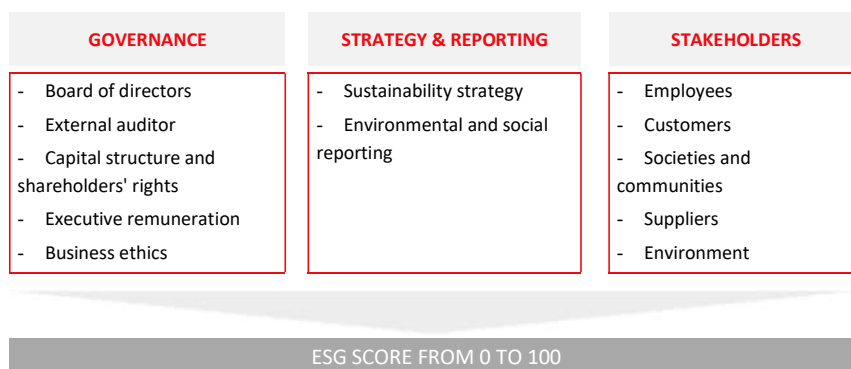 GOVERNANCE
- Board of directors
- External auditor
- Capital structure and
shareholders' rights
- Executive remuneration
- Business ethics
STRATEGY & REPORTING
- Sustainability strategy
- Environmental and social
reporting
STAKEHOLDERS
- Employees
- Customers
- Societies and
communities
- Suppliers
- Environment
ESG SCORE FROM 0 TO 100